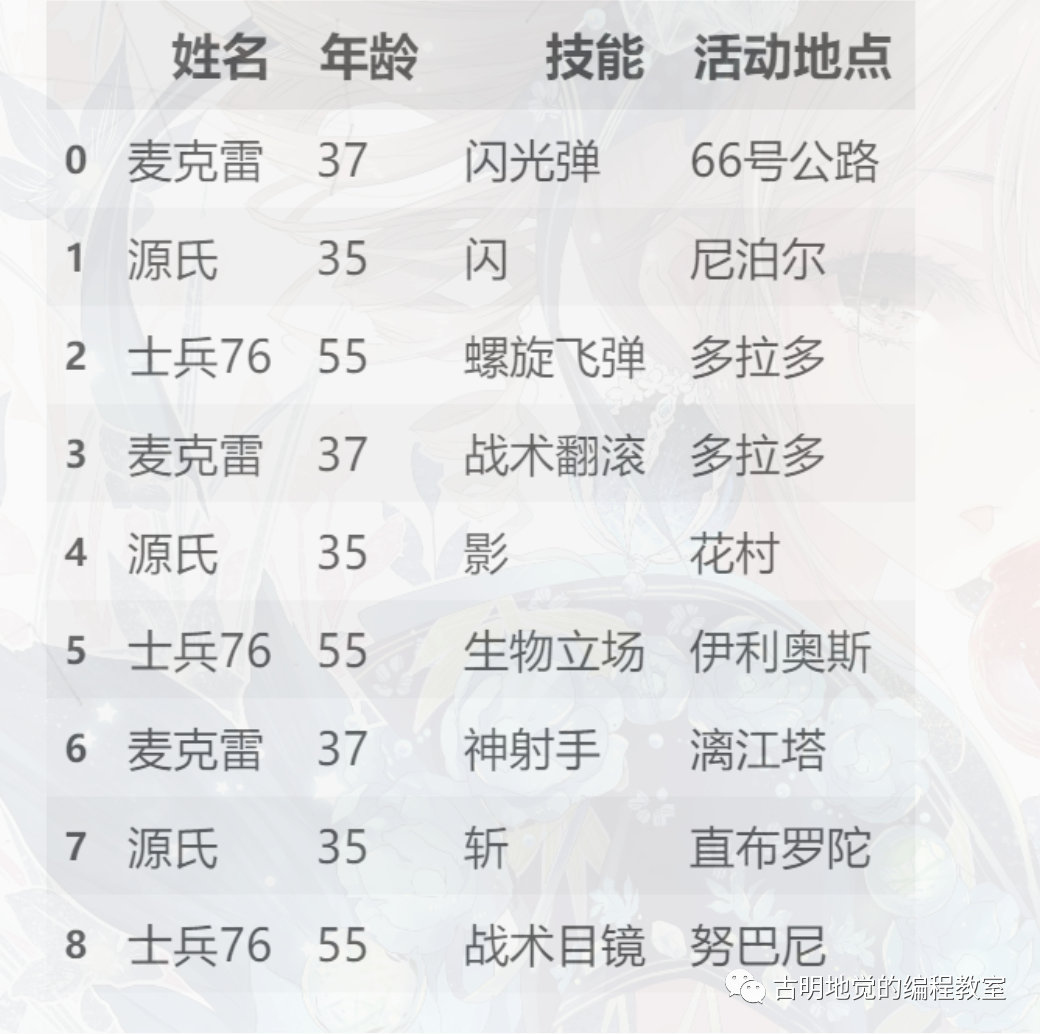 姓名 年龄 技能 活动地点
0 麦克雷 37 闪光弹 66号公路
1 源氏 35 闪 尼泊尔
2 士兵76 55 螺旋飞弹 多拉多
3 麦克雷 37 战术翻滚 多拉多
4 源氏 35 影 花村
5 士兵76 55 生物立场 伊利奥斯
6 麦克雷 37 神射手 漓江塔
7 源氏 35 斩 直布罗陀
8 士兵76 55 战术目镜 努巴尼
古明地觉的编程教室